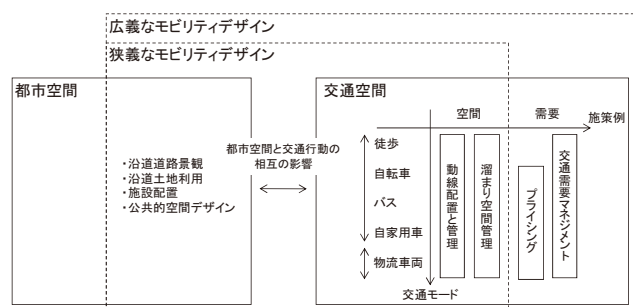 広義なモビリティデザイン
狭義なモビリティデザイン
都市空間
・沿道道路景観
・沿道土地利用
・施設配置
・公共的空間デザイン
都市空間と交通行動の
相互の影響
交通空間
空間
需要
施策例
徒歩
自転車
バス
自家用車
物流車両
交通モード
動線配置と管理
溜まり空間管理
プライシング
交通需要マネジメント